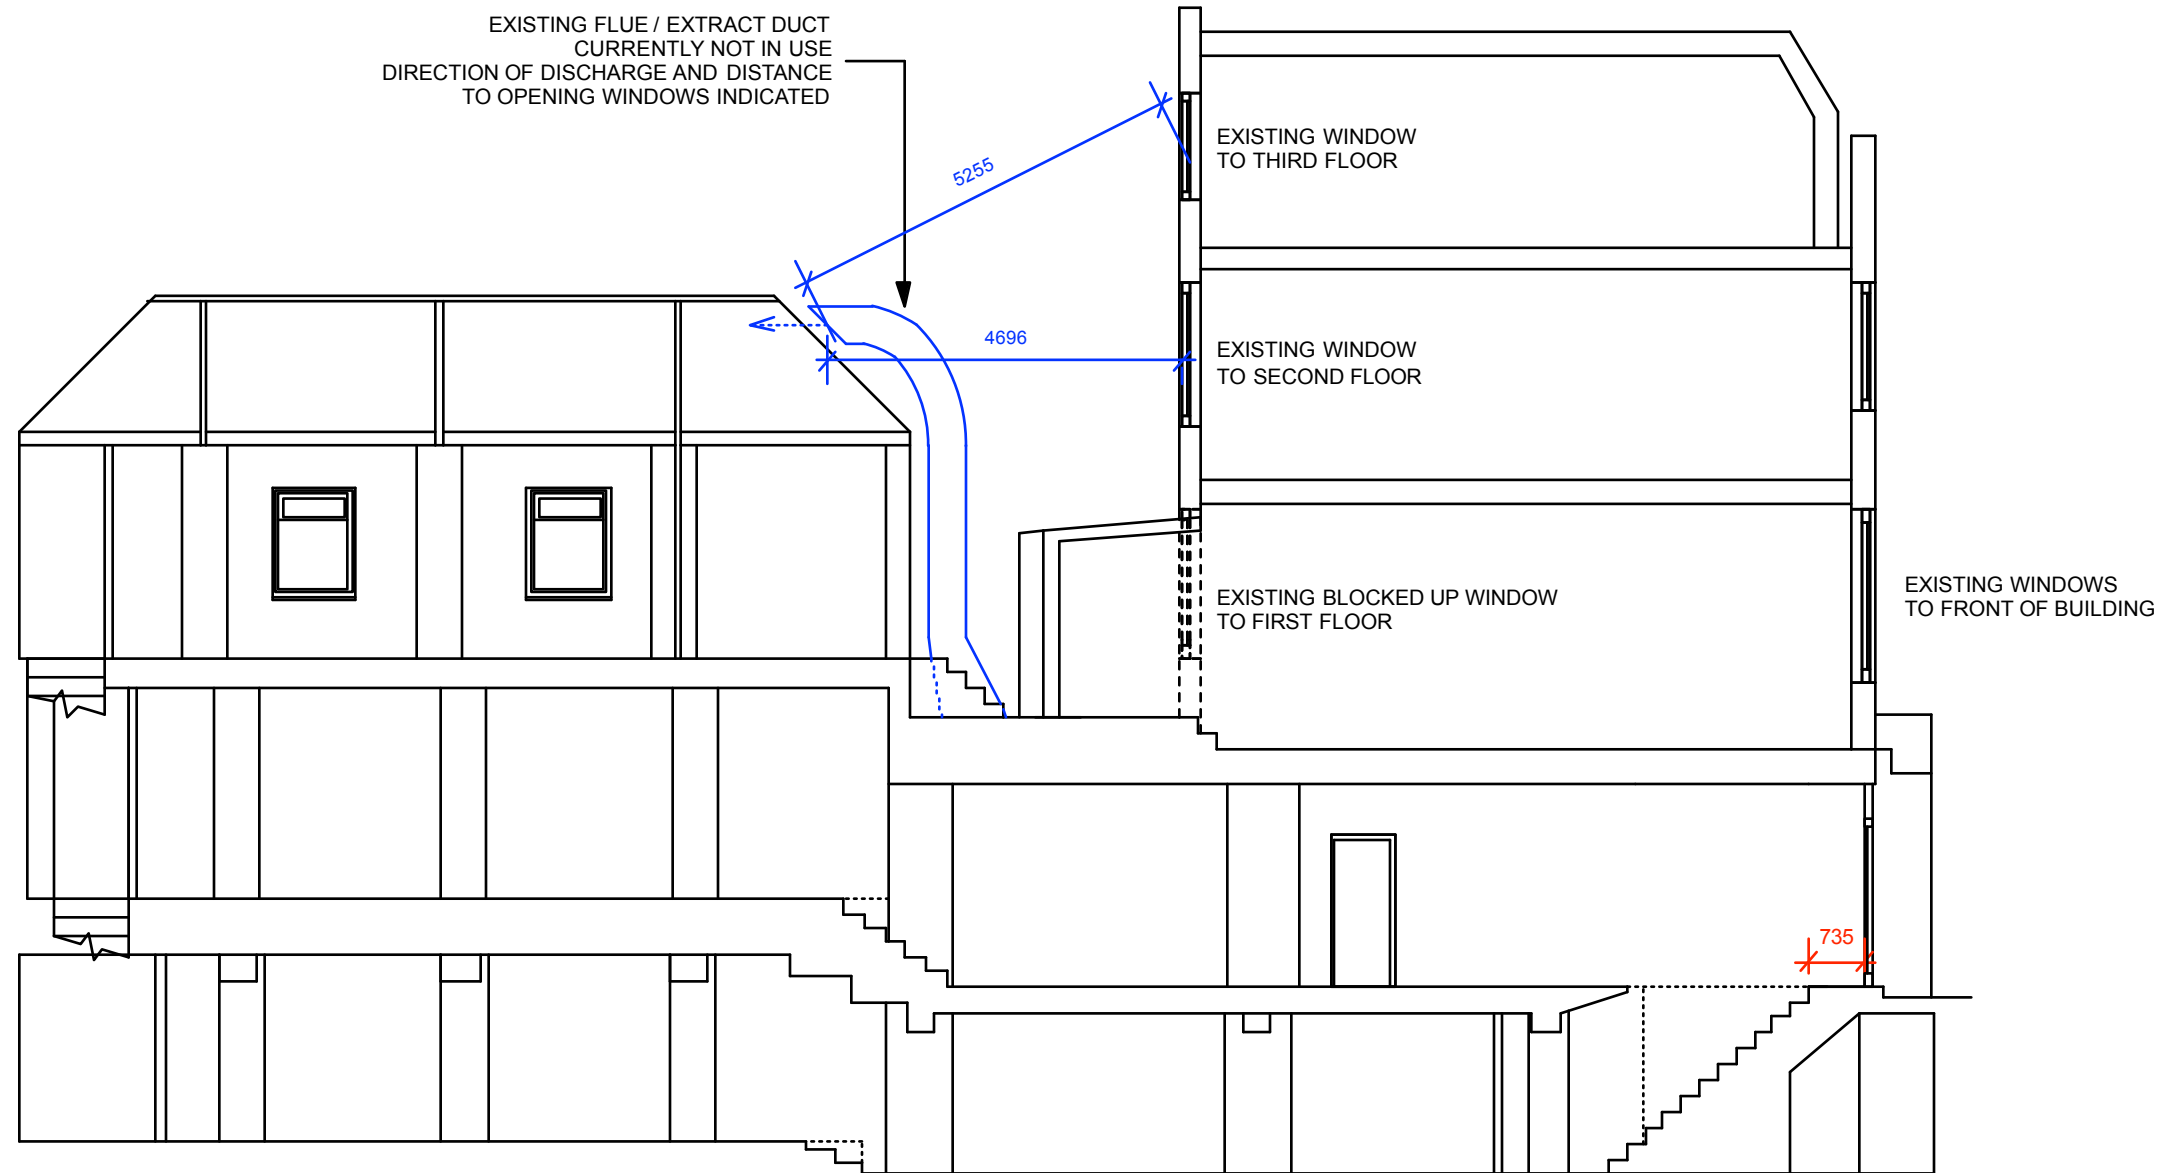 EXISTING FLUE / EXTRACT DUCT
CURRENTLY NOT IN USE
DIRECTION OF DISCHARGE AND DISTANCE
TO OPENING WINDOWS INDICATED
5255
EXISTING WINDOW
TO THIRD FLOOR
4696
EXISTING WINDOW
TO SECOND FLOOR
EXISTING BLOCKED UP WINDOW
TO FIRST FLOOR
EXISTING WINDOWS
TO FRONT OF BUILDING
735